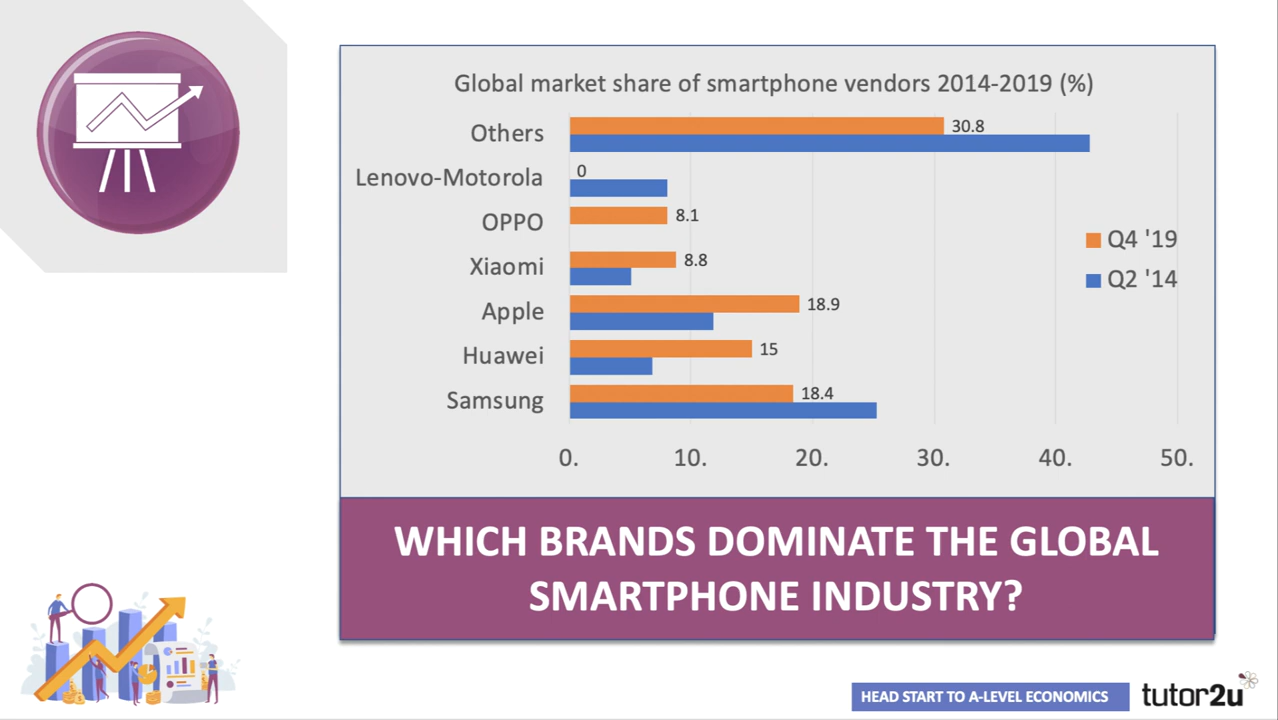 Global market share of smartphone vendors 2014-2019 (%)
Others
30.8
Lenovo-Motorola
0
OPPO
8.1
Xiaomi
8.8
Apple
18.9
Huawei
15
Samsung
18.4
Q4 '19
Q2 '14
0. 10. 20. 30. 40. 50.
WHICH BRANDS DOMINATE THE GLOBAL
SMARTPHONE INDUSTRY?
HEAD START TO A-LEVEL ECONOMICS
tutor2u